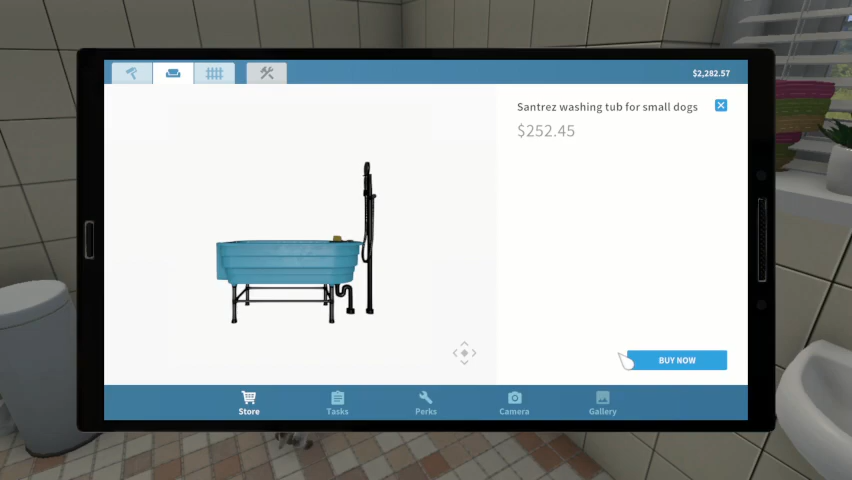 $2,282.57
Santrez washing tub for small dogs
$252.45
BUY NOW
Store
Tasks
Perks
Camera
Gallery